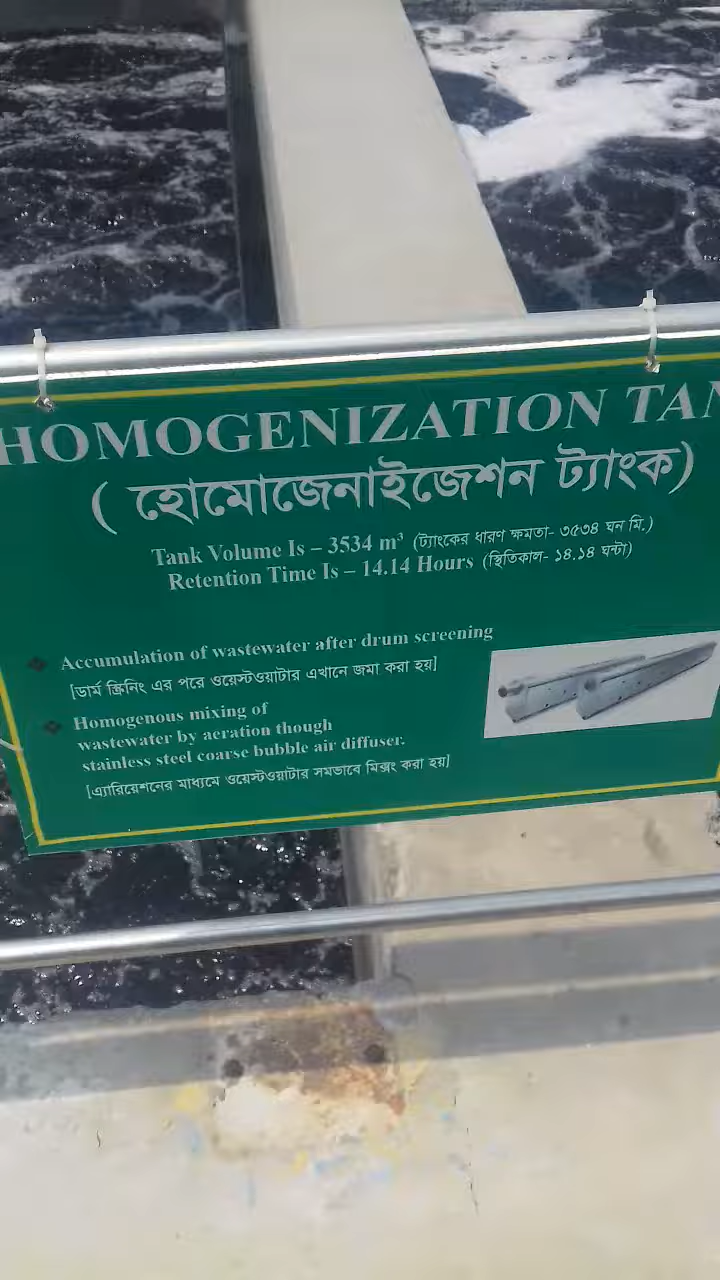 HOMOGENIZATION TAN
( হোমোজেনাইজেশন ট্যাংক)
Tank Volume Is – 3534 m³ (ট্যাংকের ধারণ ক্ষমতা- ৩৫৩৪ ঘন মি.)
Retention Time Is – 14.14 Hours (স্থিতিকাল- ১৪.১৪ ঘন্টা)
Accumulation of wastewater after drum screening
[ডার্ম স্ক্রিনিং এর পরে ওয়েস্টওয়াটার এখানে জমা করা হয়]
Homogenous mixing of
wastewater by aeration though
stainless steel coarse bubble air diffuser.
[এ্যারিয়েশনের মাধ্যমে ওয়েস্টওয়াটার সমভাবে মিক্সিং করা হয়]